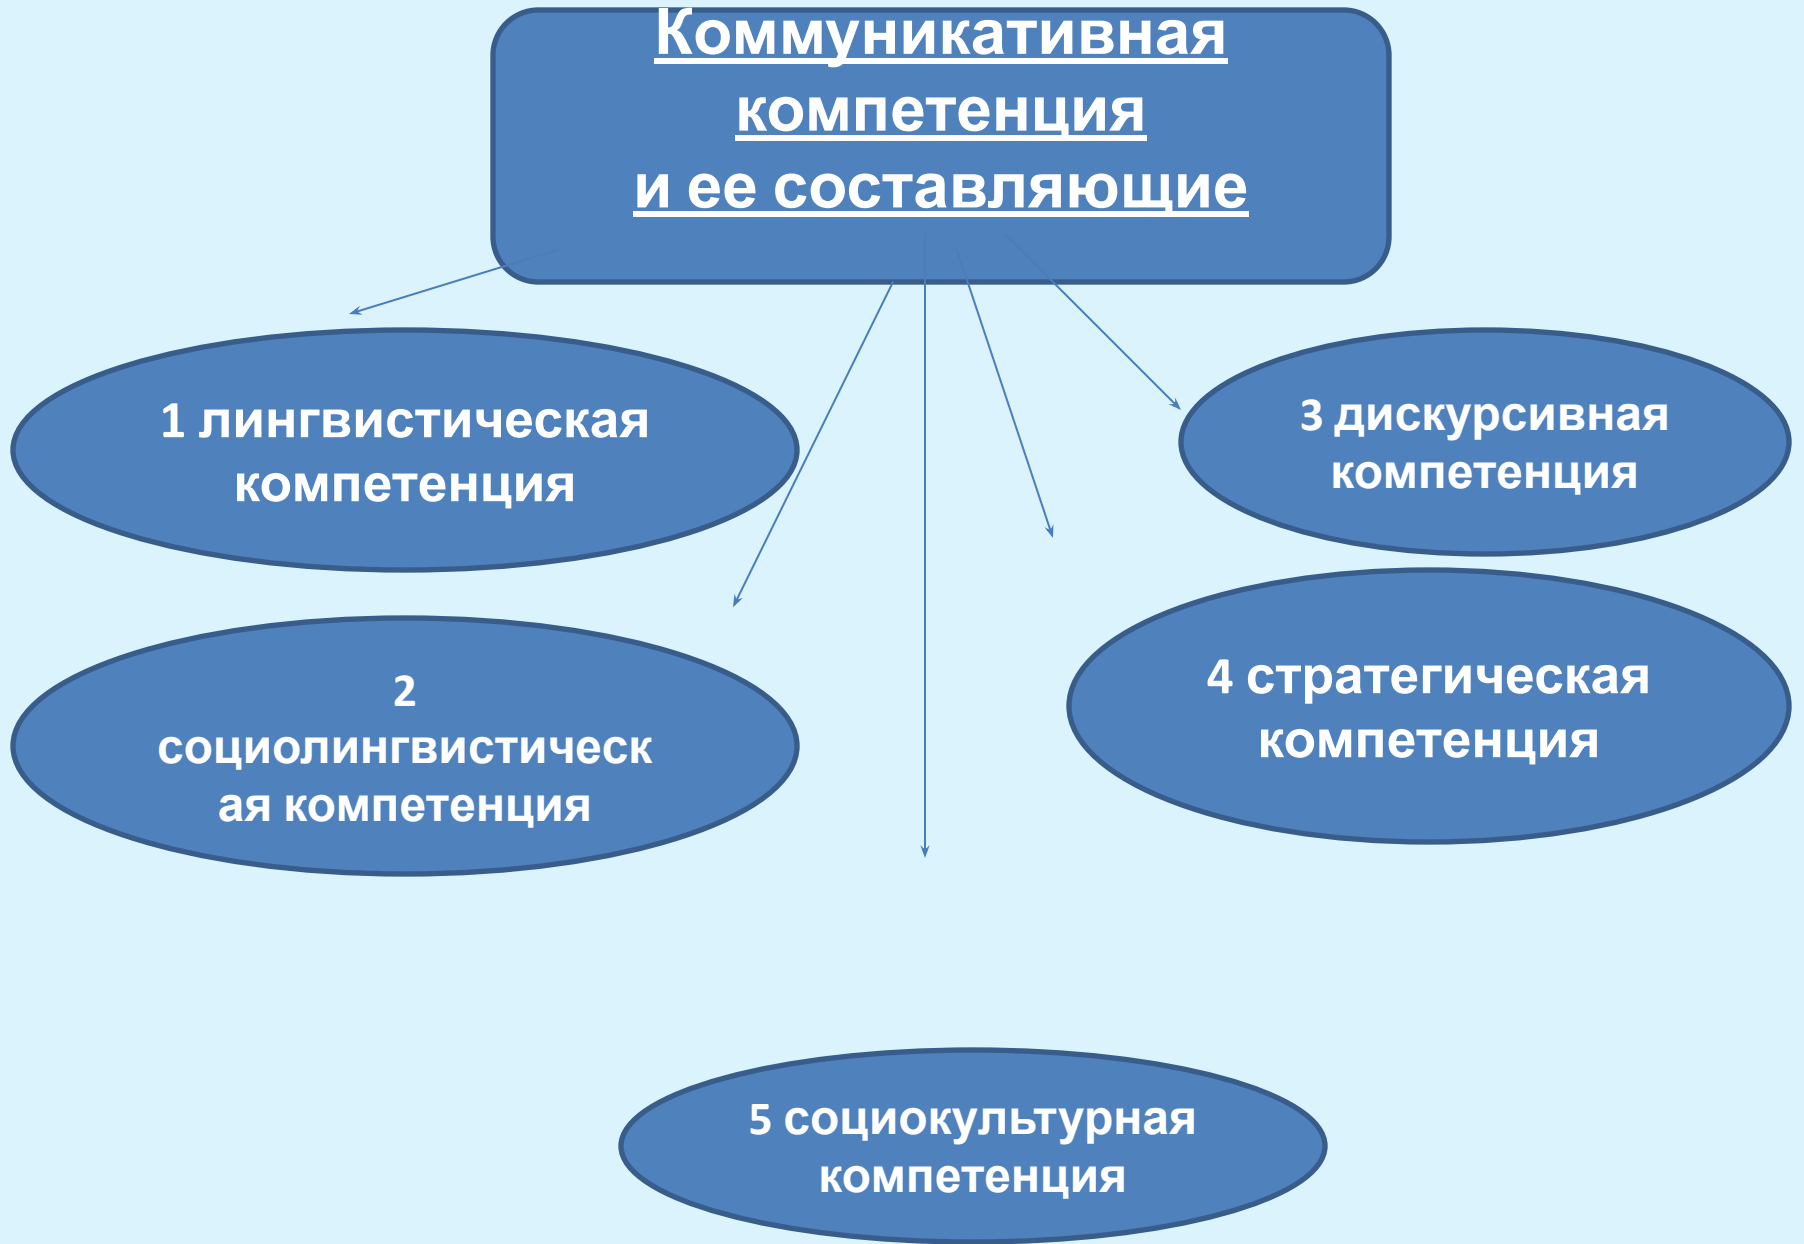 Коммуникативная
компетенция
и ее составляющие
1 лингвистическая
компетенция
2
социолингвистическ
ая компетенция
3 дискурсивная
компетенция
4 стратегическая
компетенция
5 социокультурная
компетенция